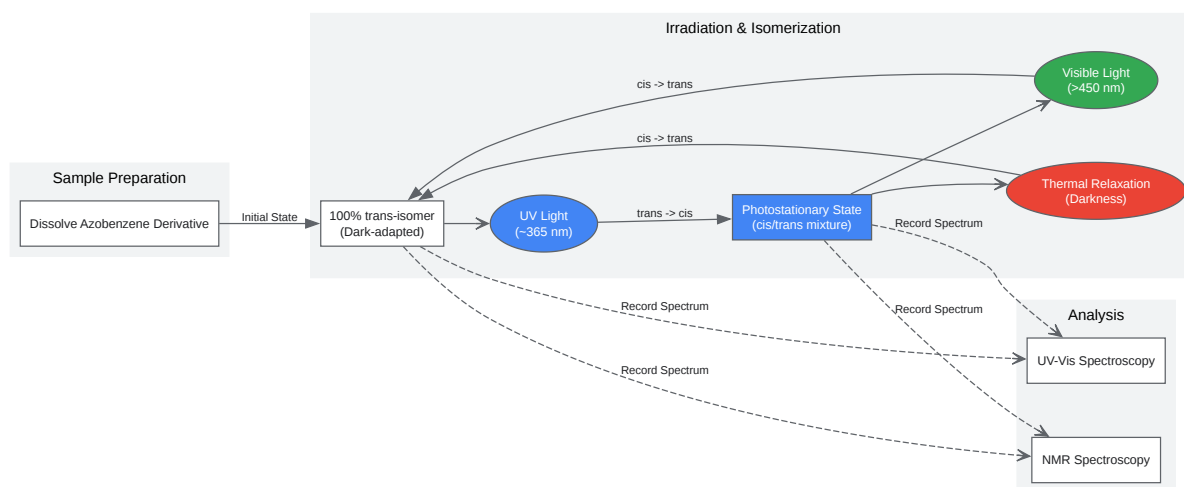 Irradiation & Isomerization
Visible Light
(>450 nm)
cis -> trans
cis -> trans
Sample Preparation
Thermal Relaxation
(Darkness)
Dissolve Azobenzene Derivative
Initial State
100% trans-isomer
(Dark-adapted)
UV Light
(~365 nm)
trans -> cis
Photostationary State
(cis/trans mixture)
Record Spectrum
Record Spectrum
Record Spectrum
Analysis
UV-Vis Spectroscopy
Record Spectrum
NMR Spectroscopy